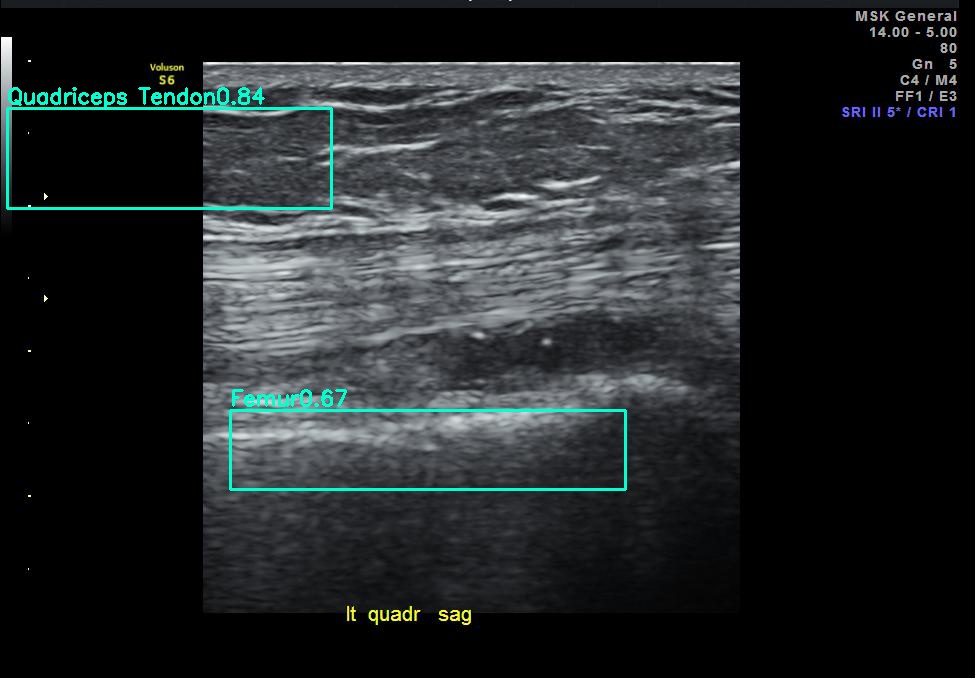 MSK General
14.00 - 5.00
80
Gn 5
C4 / M4
FF1 / E3
SRI II 5* / CRI 1
Voluson
S6
Quadriceps Tendon0.84
Femur0.67
lt quadr sag